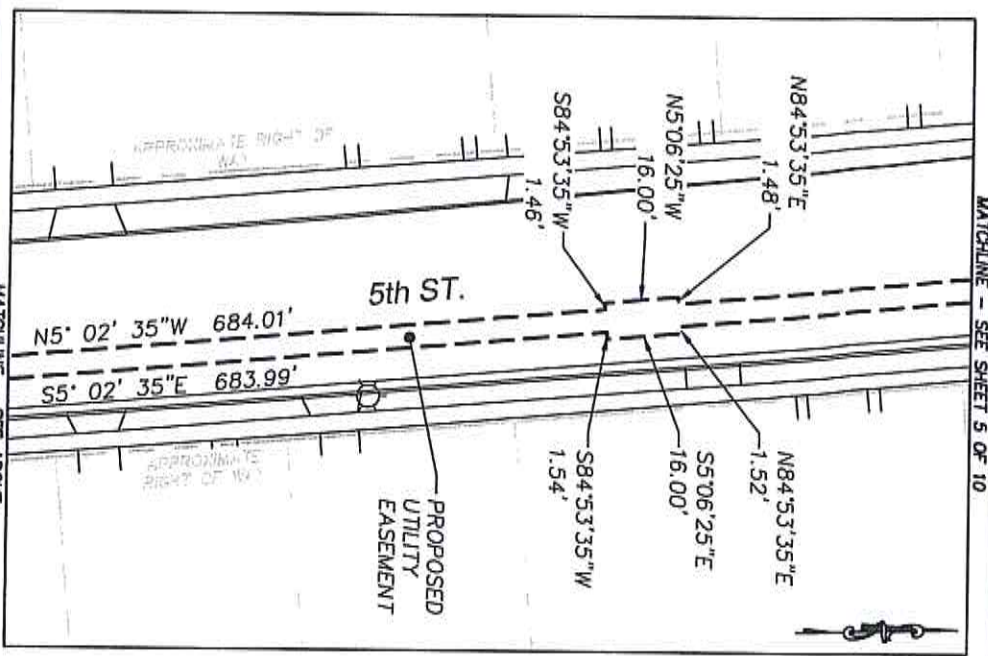 MATCHLINE - SEE SHEET 5 OF 10
APPROXIMATE RIGHT OF
WAY
N84°53'35"E
1.48'
N5°06'25"W
16.00'
S84°53'35"W
1.46'
5th ST.
N5° 02' 35"W 684.01'
S5° 02' 35"E 683.99'
N84°53'35"E
1.52'
S5°06'25"E
16.00'
S84°53'35"W
1.54'
PROPOSED
UTILITY
EASEMENT
APPROXIMATE
RIGHT OF WAY